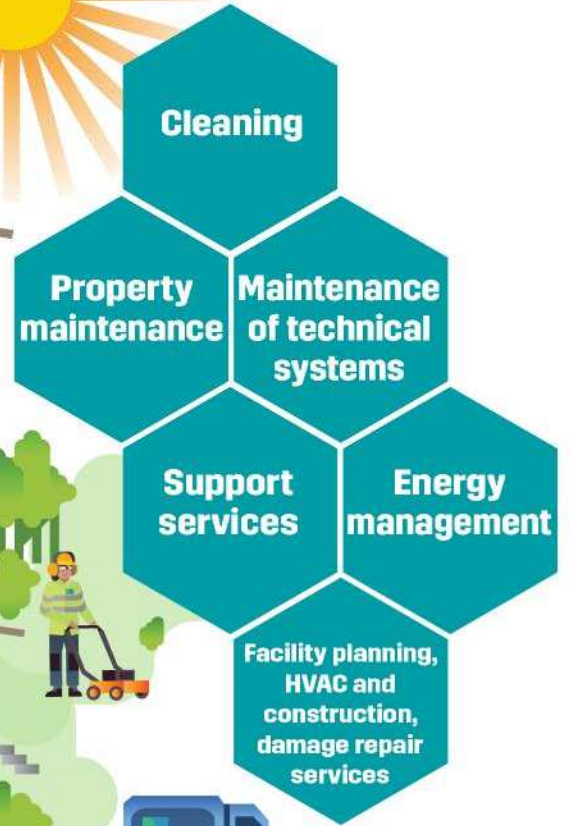 Cleaning
Property
maintenance
Maintenance
of technical
systems
Support
services
Energy
management
Facility planning,
HVAC and
construction,
damage repair
services